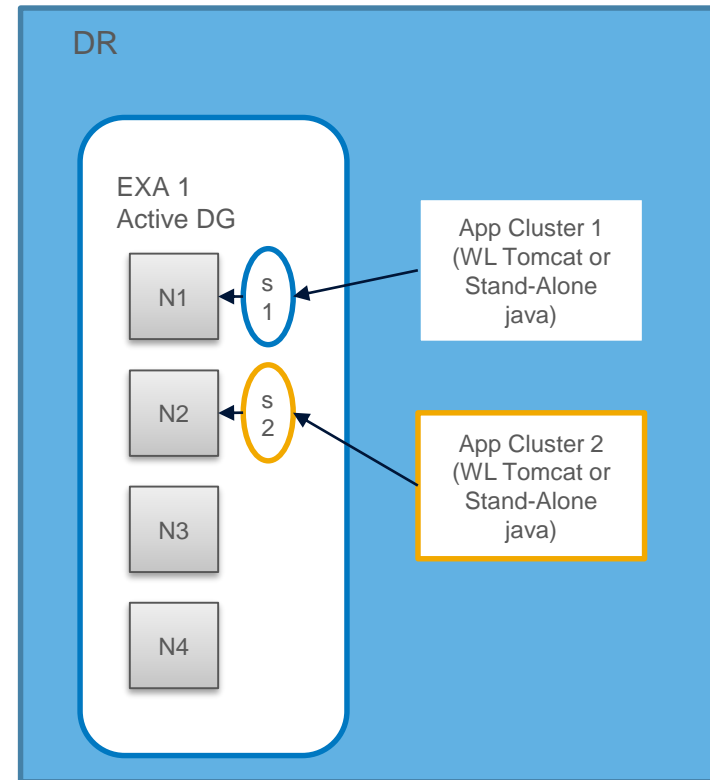 DR
EXA 1
Active DG
N1
s
1
App Cluster 1
(WL Tomcat or
Stand-Alone
java)
N2
s
2
App Cluster 2
(WL Tomcat or
Stand-Alone
java)
N3
N4